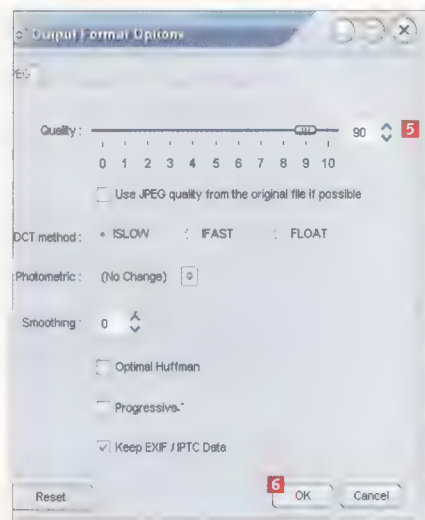 Output Format Options
PEG
Quality : 90 5
0 1 2 3 4 5 6 7 8 9 10
Use JPEG quality from the original file if possible
DCT method : ISLOW IFAST FLOAT
Photometric : (No Change)
Smoothing : 0
Optimal Huffman
Progressive
Keep EXIF / IPTC Data
6
Reset OK Cancel